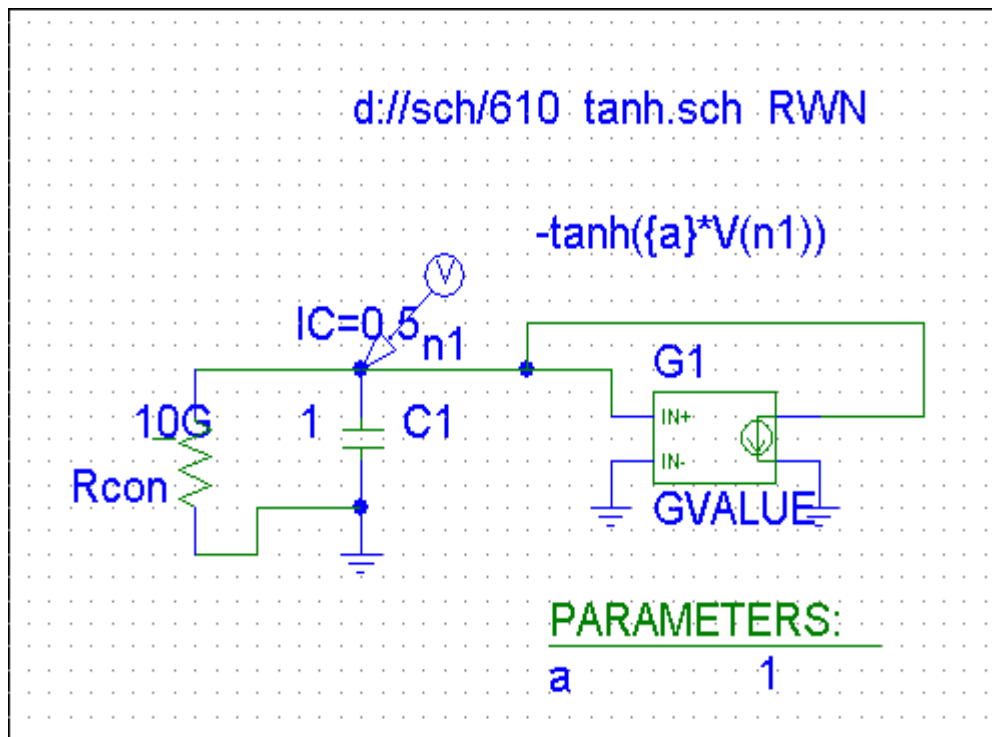 d://sch/610 tanh.sch RWN
-tanh({a}*V(n1))
V
IC=0.5
n1
G1
10G
1
C1
IN+
Rcon
IN-
GVALUE
PARAMETERS:
a 1